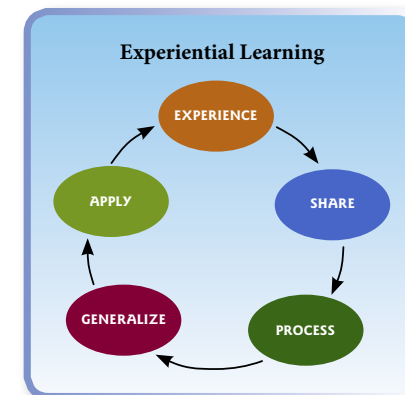 Experiential Learning
EXPERIENCE
SHARE
PROCESS
GENERALIZE
APPLY